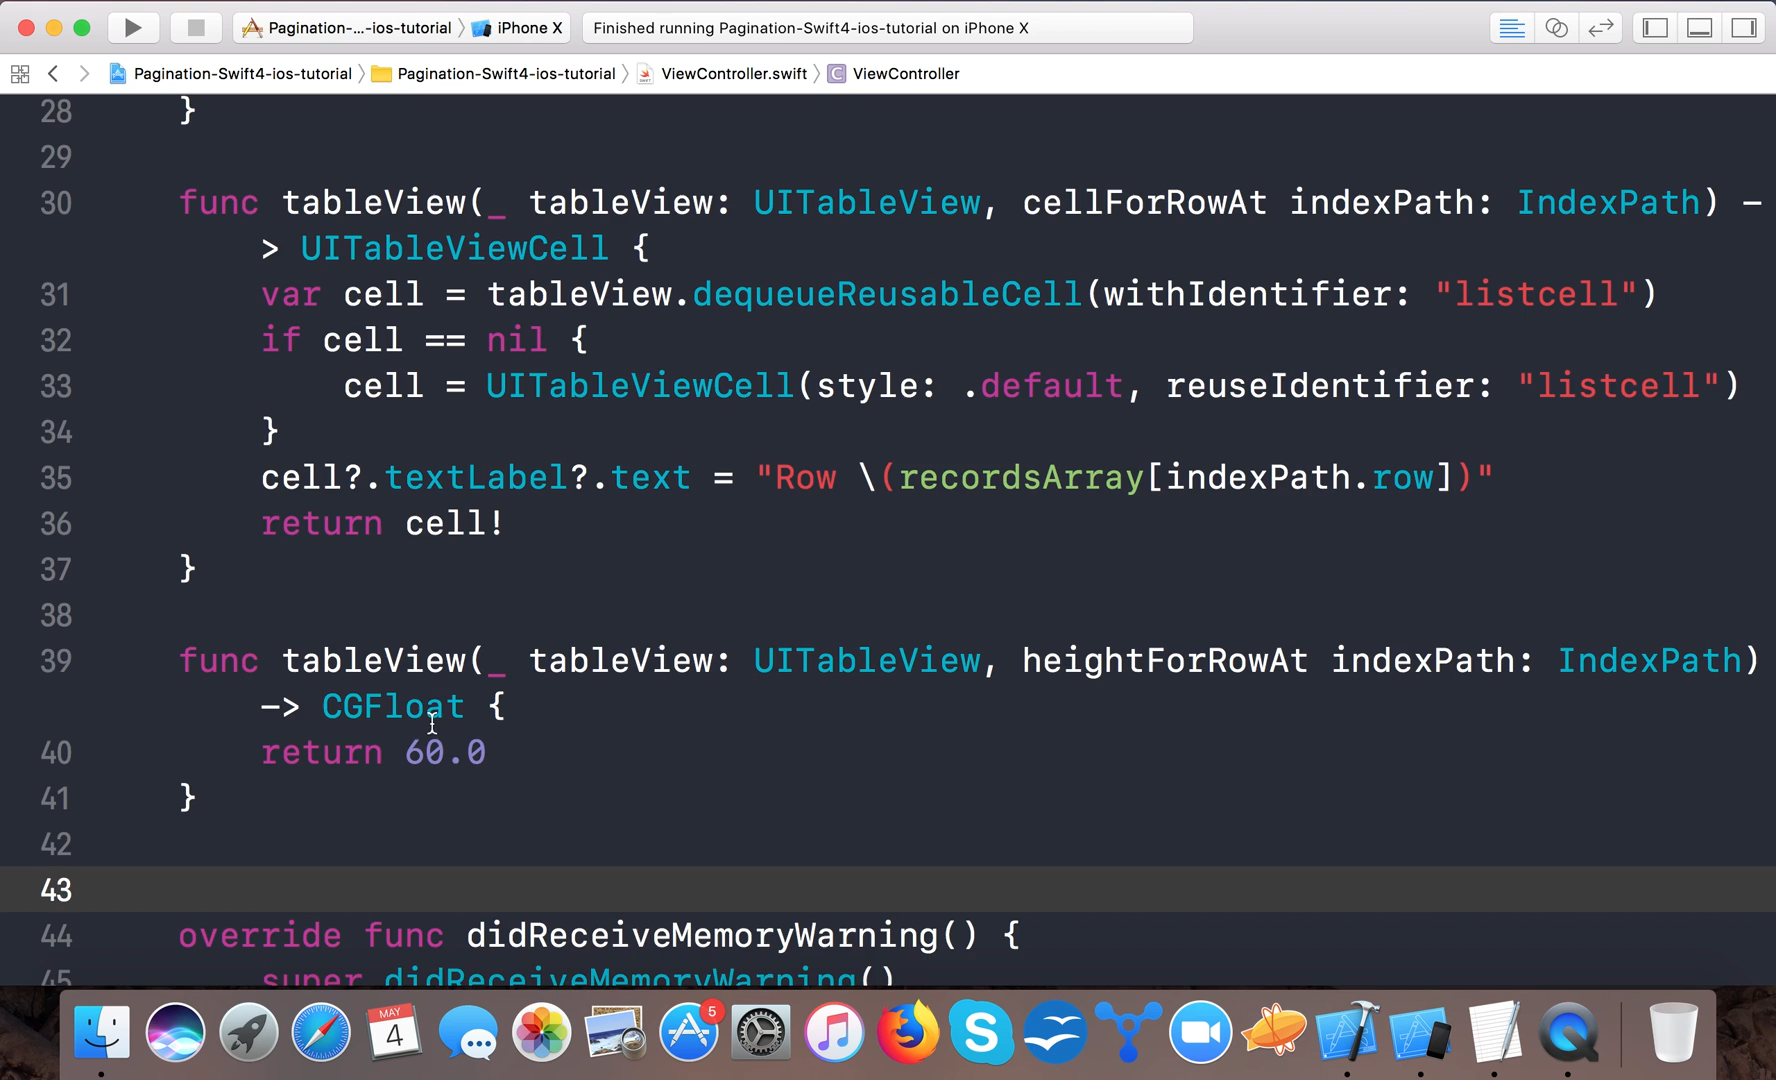 Pagination-...-ios-tutorial
iPhone X
Finished running Pagination-Swift4-ios-tutorial on iPhone X
Pagination-Swift4-ios-tutorial
Pagination-Swift4-ios-tutorial
ViewController.swift
C ViewController
28 }
29
30 func tableView(_ tableView: UITableView, cellForRowAt indexPath: IndexPath) -
> UITableViewCell {
31 var cell = tableView.dequeueReusableCell(withIdentifier: "listcell")
32 if cell == nil {
33 cell = UITableViewCell(style: .default, reuseIdentifier: "listcell")
34 }
35 cell?.textLabel?.text = "Row \(recordsArray[indexPath.row])"
36 return cell!
37 }
38
39 func tableView(_ tableView: UITableView, heightForRowAt indexPath: IndexPath)
-> CGFloat {
40 return 60.0
41 }
42
43
44 override func didReceiveMemoryWarning() {
45 super.didReceiveMemoryWarning()
MAY
4
5
S